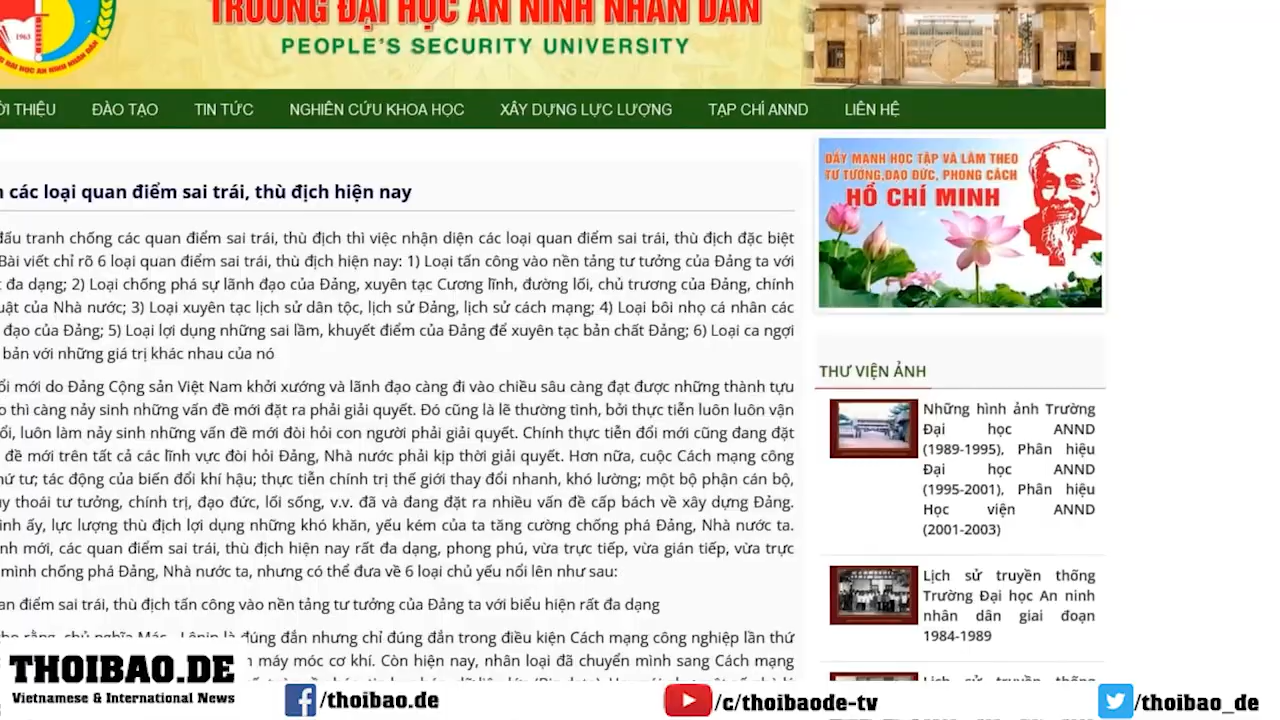 TRƯỜNG ĐẠI HỌC AN NINH NHÂN DÂN
PEOPLE'S SECURITY UNIVERSITY
1963
ỚI THIỆU
ĐÀO TẠO
TIN TỨC
NGHIÊN CỨU KHOA HỌC
XÂY DỰNG LỰC LƯỢNG
TẠP CHÍ ANND
LIÊN HỆ
các loại quan điểm sai trái, thù địch hiện nay
đấu tranh chống các quan điểm sai trái, thù địch thì việc nhận diện các loại quan điểm sai trái, thù địch đặc biệt
Bài viết chỉ rõ 6 loại quan điểm sai trái, thù địch hiện nay: 1) Loại tấn công vào nền tảng tư tưởng của Đảng ta với
đa dạng; 2) Loại chống phá sự lãnh đạo của Đảng, xuyên tạc Cương lĩnh, đường lối, chủ trương của Đảng, chính
uật của Nhà nước; 3) Loại xuyên tạc lịch sử dân tộc, lịch sử Đảng, lịch sử cách mạng; 4) Loại bôi nhọ cá nhân các
đạo của Đảng; 5) Loại lợi dụng những sai lầm, khuyết điểm của Đảng để xuyên tạc bản chất Đảng; 6) Loại ca ngợi
bản với những giá trị khác nhau của nó
ổi mới do Đảng Cộng sản Việt Nam khởi xướng và lãnh đạo càng đi vào chiều sâu càng đạt được những thành tựu
o thì càng nảy sinh những vấn đề mới đặt ra phải giải quyết. Đó cũng là lẽ thường tình, bởi thực tiễn luôn luôn vận
ổi, luôn làm nảy sinh những vấn đề mới đòi hỏi con người phải giải quyết. Chính thực tiễn đổi mới cũng đang đặt
đề mới trên tất cả các lĩnh vực đòi hỏi Đảng, Nhà nước phải kịp thời giải quyết. Hơn nữa, cuộc Cách mạng công
hứ tư; tác động của biến đổi khí hậu; thực tiễn chính trị thế giới thay đổi nhanh, khó lường; một bộ phận cán bộ,
uy thoái tư tưởng, chính trị, đạo đức, lối sống, v.v. đã và đang đặt ra nhiều vấn đề cấp bách về xây dựng Đảng.
ình ấy, lực lượng thù địch lợi dụng những khó khăn, yếu kém của ta tăng cường chống phá Đảng, Nhà nước ta.
nh mới, các quan điểm sai trái, thù địch hiện nay rất đa dạng, phong phú, vừa trực tiếp, vừa gián tiếp, vừa trực
mình chống phá Đảng, Nhà nước ta, nhưng có thể đưa về 6 loại chủ yếu nổi lên như sau:
an điểm sai trái, thù địch tấn công vào nền tảng tư tưởng của Đảng ta với biểu hiện rất đa dạng
cho rằng, chủ nghĩa Mác - Lênin là đúng đắn nhưng chỉ đúng đắn trong điều kiện Cách mạng công nghiệp lần thứ
máy móc cơ khí. Còn hiện nay, nhân loại đã chuyển mình sang Cách mạng
ĐẨY MẠNH HỌC TẬP VÀ LÀM THEO
TƯ TƯỞNG, ĐẠO ĐỨC, PHONG CÁCH
HỒ CHÍ MINH
THƯ VIỆN ẢNH
Những hình ảnh Trường
Đại học ANND
(1989-1995), Phân hiệu
Đại học ANND
(1995-2001), Phân hiệu
Học viện ANND
(2001-2003)
Lịch sử truyền thống
Trường Đại học An ninh
nhân dân giai đoạn
1984-1989
Lịch sử truyền thống
THOIBAO.DE
Vietnamese & International News
/thoibao.de
/c/thoibaode-tv
/thoibao_de